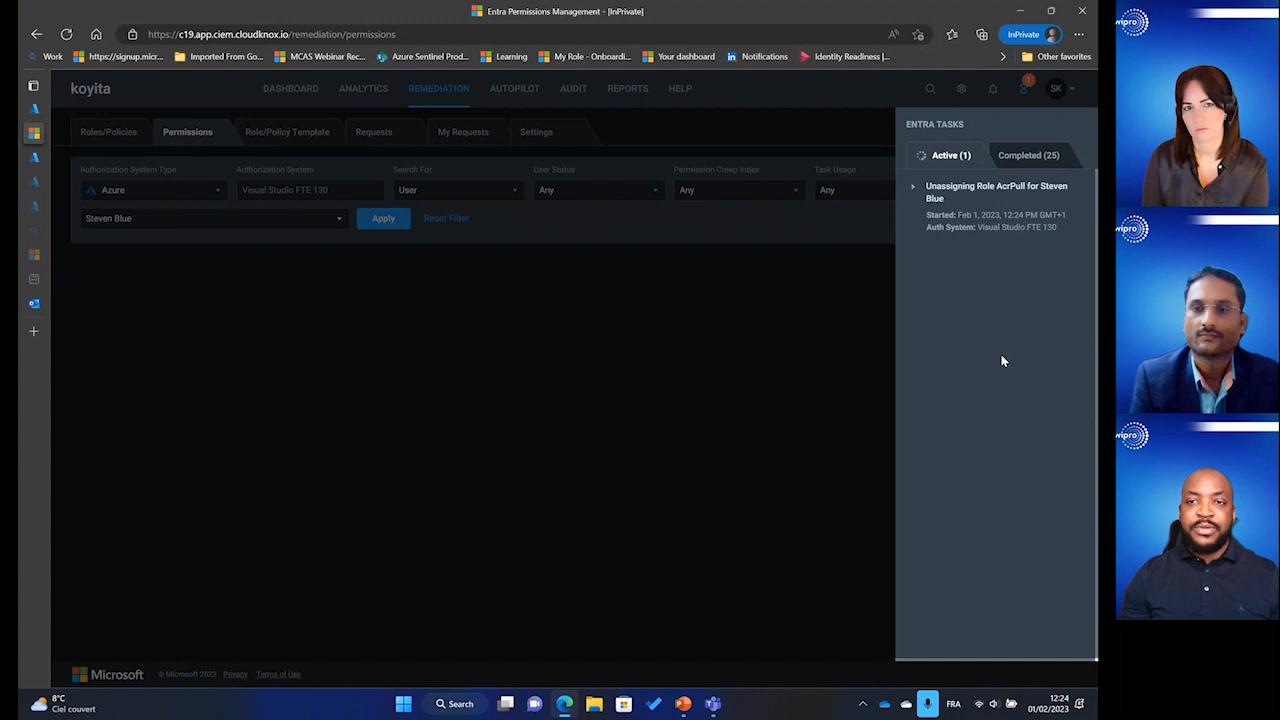 Entra Permissions Management - [InPrivate]
https://c19.app.ciem.cloudknox.io/remediation/permissions
InPrivate
Work
https://signup.micr...
Imported From Go...
MCAS Webinar Rec...
Azure Sentinel Prod...
Learning
My Role - Onboardi...
Your dashboard
Notifications
Identity Readiness |...
Other favorites
koyita
DASHBOARD
ANALYTICS
REMEDIATION
AUTOPILOT
AUDIT
REPORTS
HELP
1
SK
Roles/Policies
Permissions
Role/Policy Template
Requests
My Requests
Settings
Authorization System Type
Authorization System
Search For
User Status
Permission Creep Index
Task Usage
Azure
Visual Studio FTE 130
User
Any
Any
Any
Steven Blue
Apply
Reset Filter
ENTRA TASKS
Active (1)
Completed (25)
Unassigning Role AcrPull for Steven
Blue
Started: Feb 1, 2023, 12:24 PM GMT+1
Auth System: Visual Studio FTE 130
Microsoft
© Microsoft 2022
Privacy
Terms of Use
8°C
Ciel couvert
Search
FRA
12:24
01/02/2023
wipro
wipro
wipro